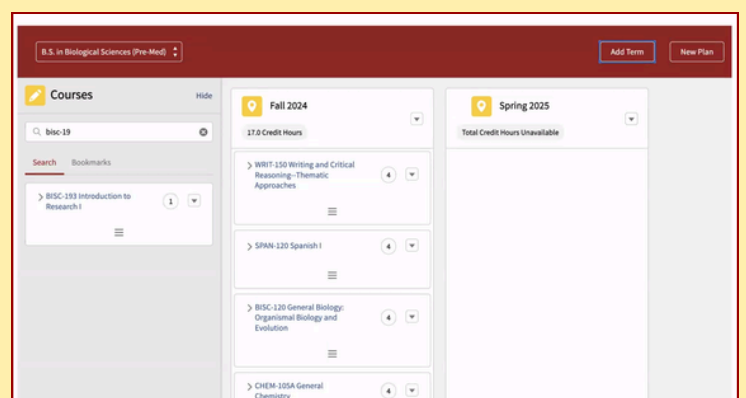 B.S. in Biological Sciences (Pre-Med)
Add Term
New Plan
Courses
Hide
bisc-19
Search
Bookmarks
BISC-193 Introduction to
Research I
1
Fall 2024
17.0 Credit Hours
WRIT-150 Writing and Critical
Reasoning--Thematic
Approaches
4
SPAN-120 Spanish I
4
BISC-120 General Biology:
Organismal Biology and
Evolution
4
CHEM-105A General
Chemistry
4
Spring 2025
Total Credit Hours Unavailable